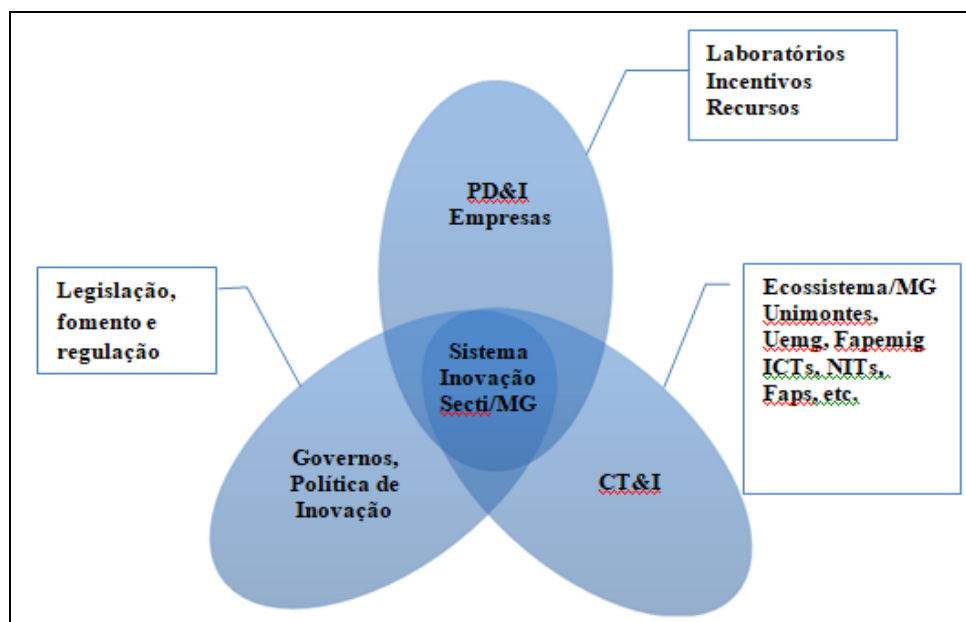 Laboratórios
Incentivos
Recursos
PD&I
Empresas
Legislação,
fomento e
regulação
Ecossistema/MG
Unimontes,
Uemg, Fapemig
ICTs, NITs,
Faps, etc.
Sistema
Inovação
Secti/MG
Governos,
Política de
Inovação
CT&I